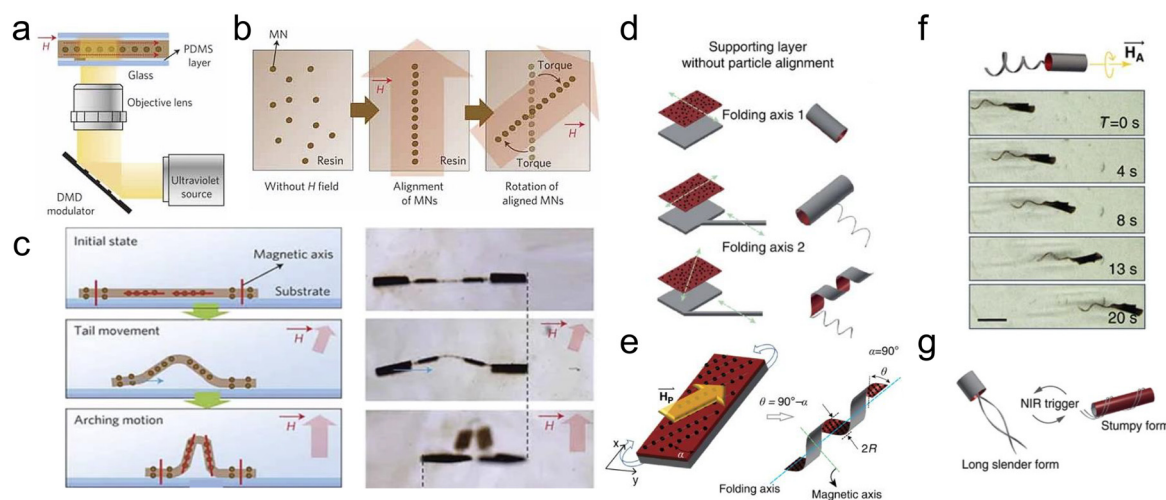 a
H
PDMS
layer
Glass
Objective lens
DMD
modulator
Ultraviolet
source
b
MN
H
Torque
H
Torque
Resin
Resin
Without H field
Alignment
of MNs
Rotation of
aligned MNs
c
Initial state
Magnetic axis
Substrate
Tail movement
H
H
Arching motion
H
H
d
Supporting layer
without particle alignment
Folding axis 1
Folding axis 2
e
HP
α
x
y
θ = 90°–α
α=90°
θ
2R
Folding axis
Magnetic axis
f
HA
T=0 s
4 s
8 s
13 s
20 s
g
NIR trigger
Long slender form
Stumpy form